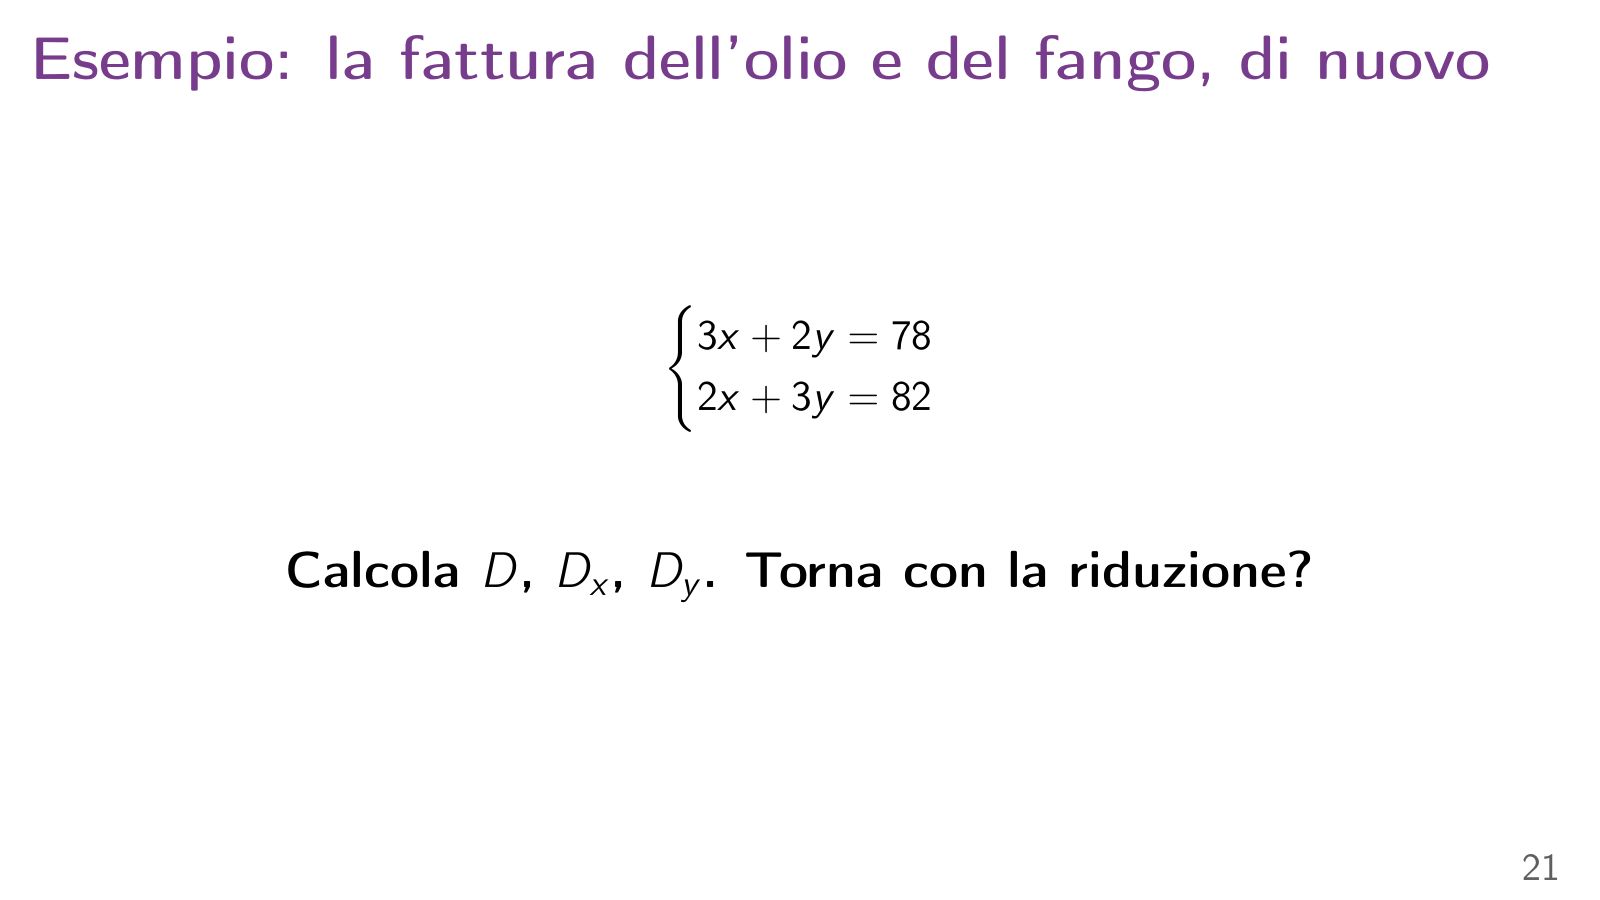 Esempio: la fattura dell'olio e del fango, di nuovo
3x + 2y = 78
2x + 3y = 82
Calcola D, Dx, Dy. Torna con la riduzione?
21